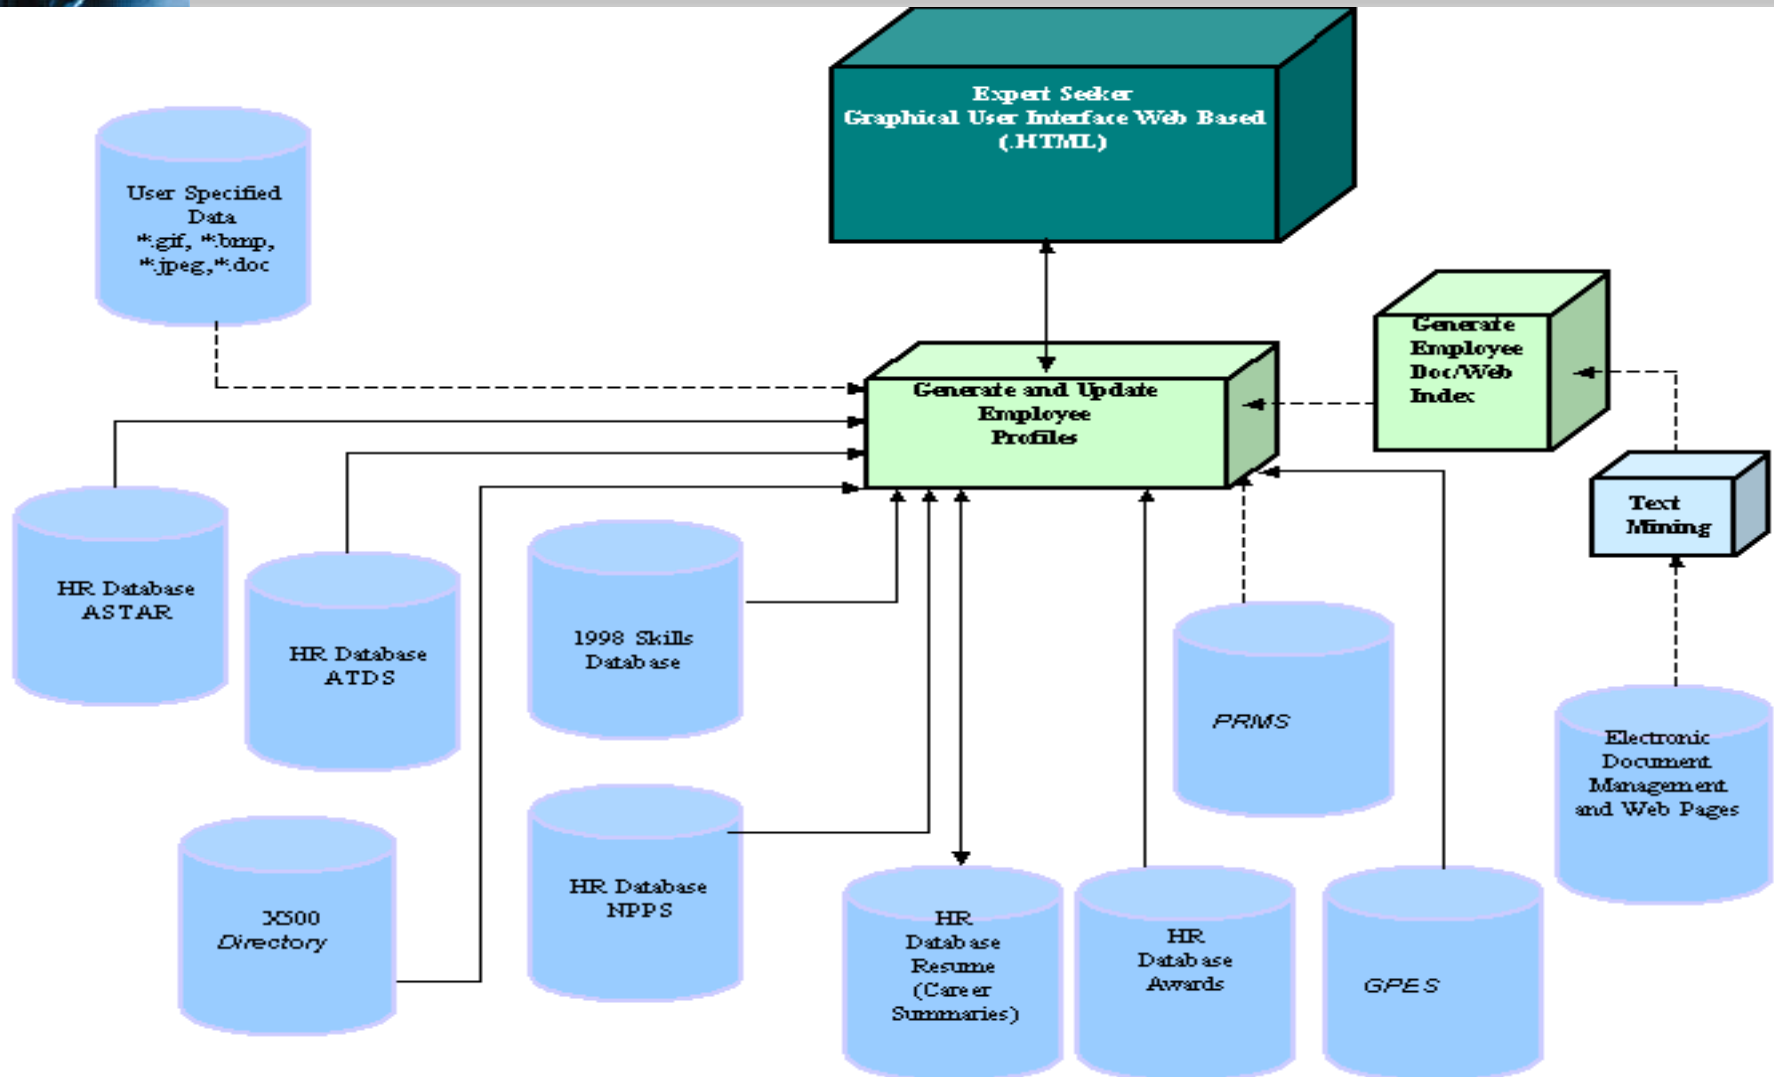 Expert Seeker
Graphical User Interface Web Based
(.HTML)
User Specified
Data
*.gif, *.bmp,
*.jpeg,*.doc
Generate
Employee
Doc/Web
Index
Generate and Update
Employee
Profiles
Text
Mining
HR Database
ASTAR
HR Database
ATDS
1998 Skills
Database
PRMS
Electronic
Document
Management
and Web Pages
X500
Directory
HR Database
NPPS
HR
Database
Resume
(Career
Summaries)
HR
Database
Awards
GPES